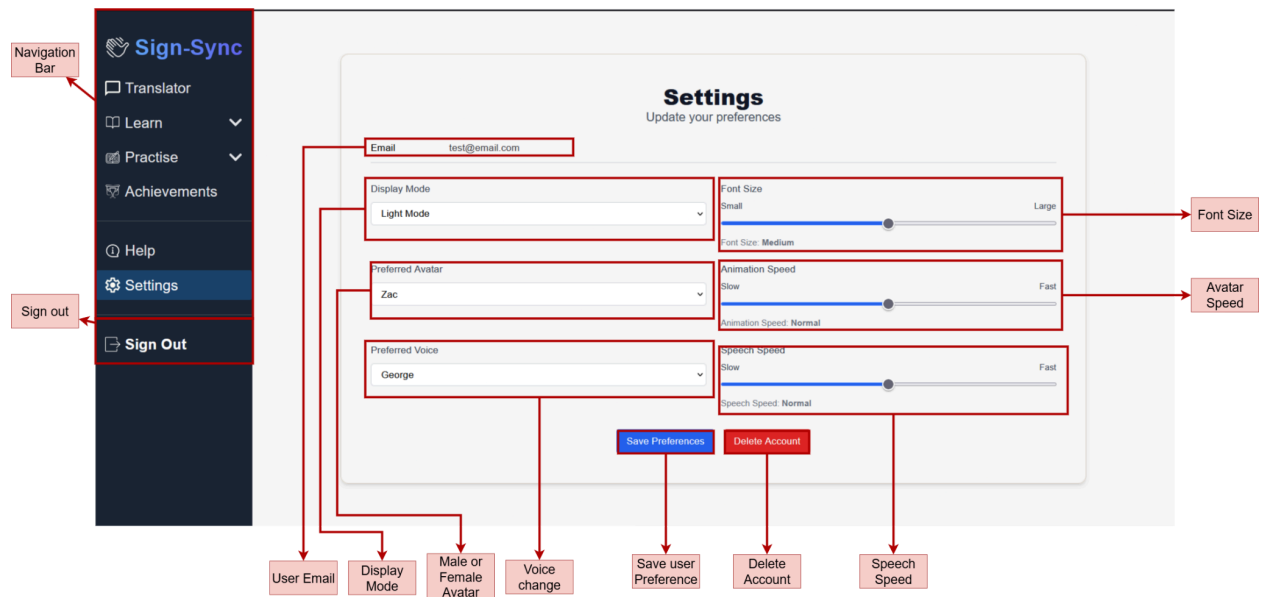 Navigation
Bar
Sign-Sync
Translator
Learn
Practise
Achievements
Help
Settings
Sign out
Sign Out
Settings
Update your preferences
Email test@email.com
Display Mode
Light Mode
Font Size
Small Large
Font Size: Medium
Font Size
Preferred Avatar
Zac
Animation Speed
Slow Fast
Animation Speed: Normal
Avatar
Speed
Preferred Voice
George
Speech Speed
Slow Fast
Speech Speed: Normal
Save Preferences
Delete Account
User Email
Display
Mode
Male or
Female
Avatar
Voice
change
Save user
Preference
Delete
Account
Speech
Speed